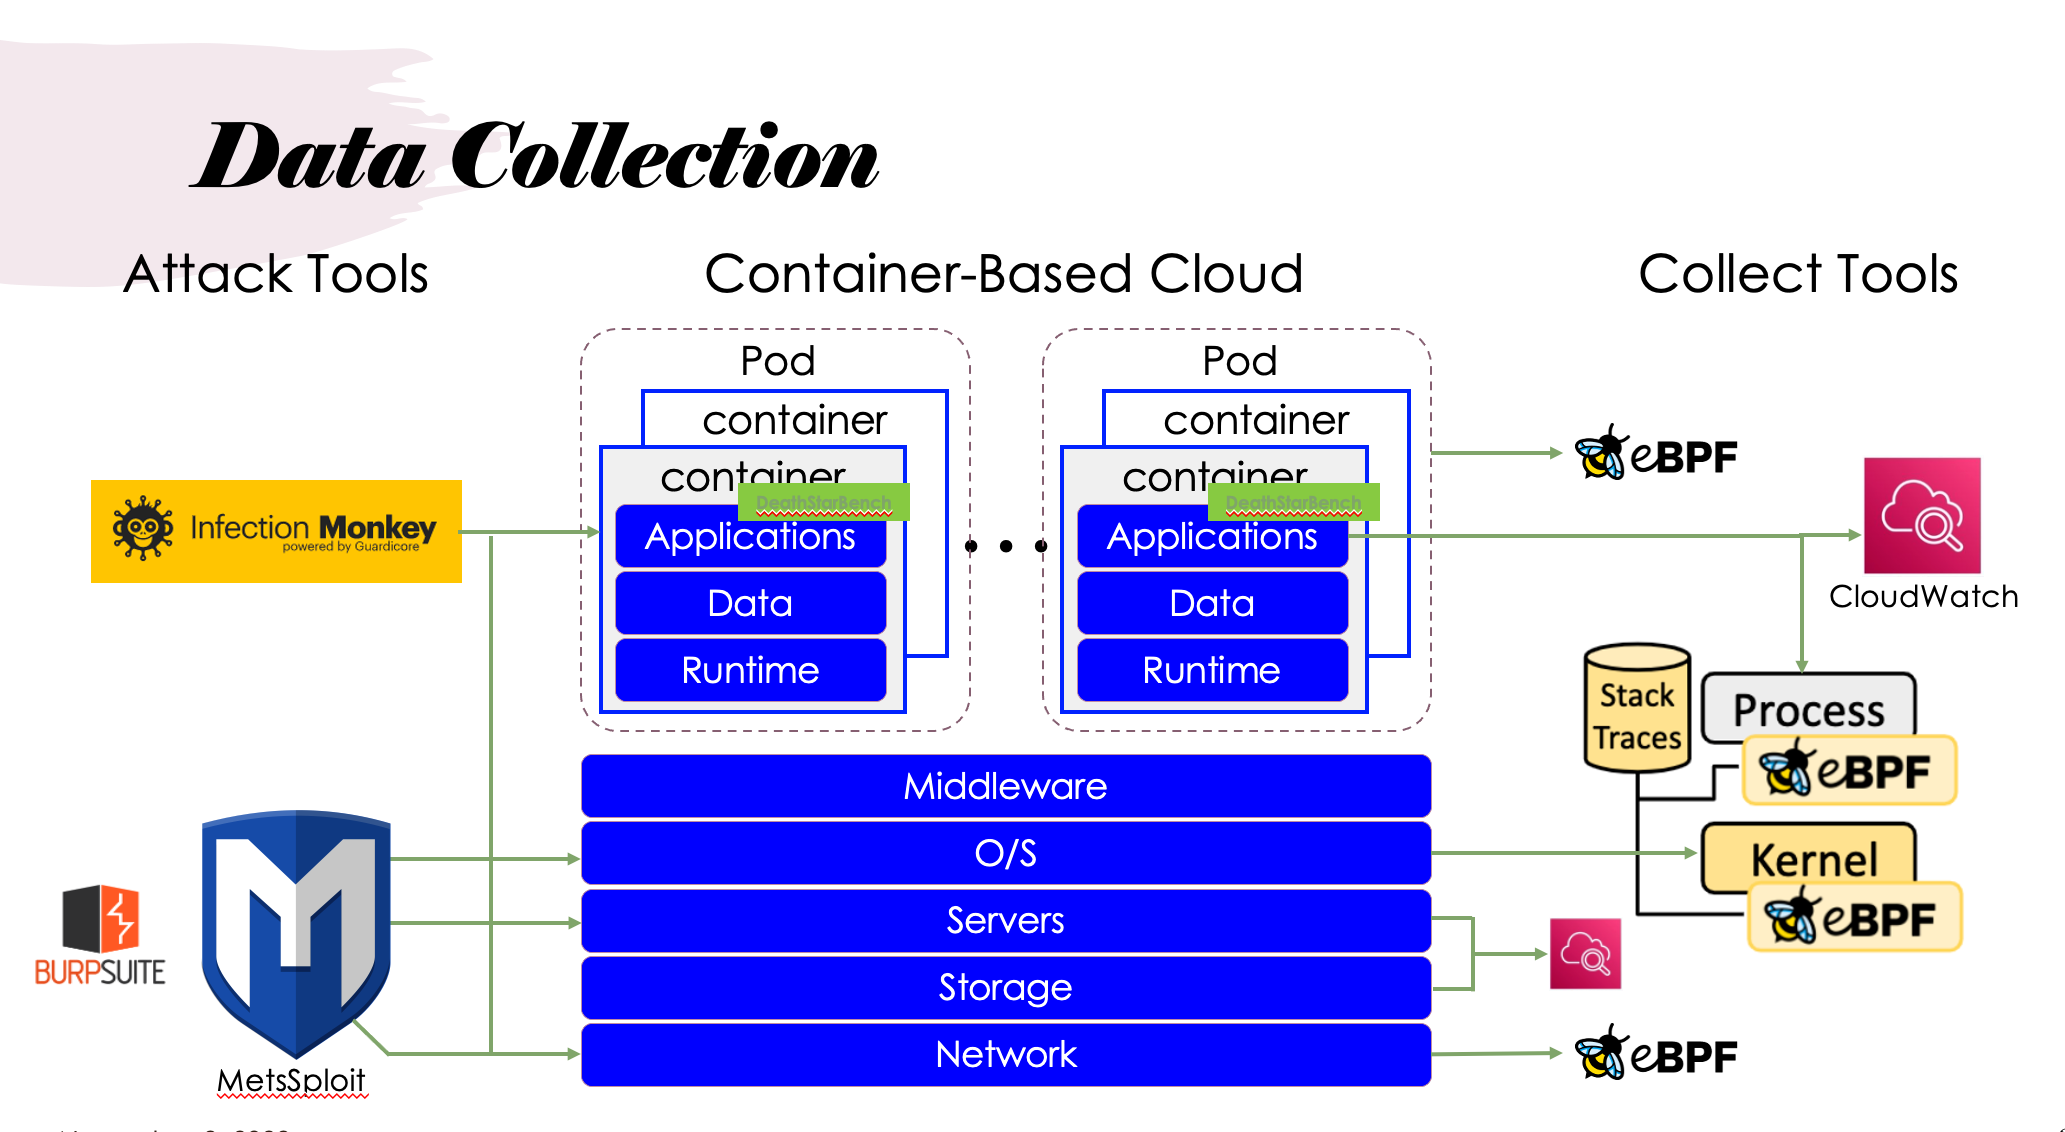 Data Collection
Attack Tools
Container-Based Cloud
Collect Tools
Pod
container
container
DeathStarBench
Applications
Data
Runtime
Pod
container
container
DeathStarBench
Applications
Data
Runtime
Infection Monkey
powered by Guardicore
eBPF
CloudWatch
Stack
Traces
Process
eBPF
Kernel
eBPF
Middleware
O/S
Servers
Storage
Network
BURPSUITE
MetsSploit
eBPF